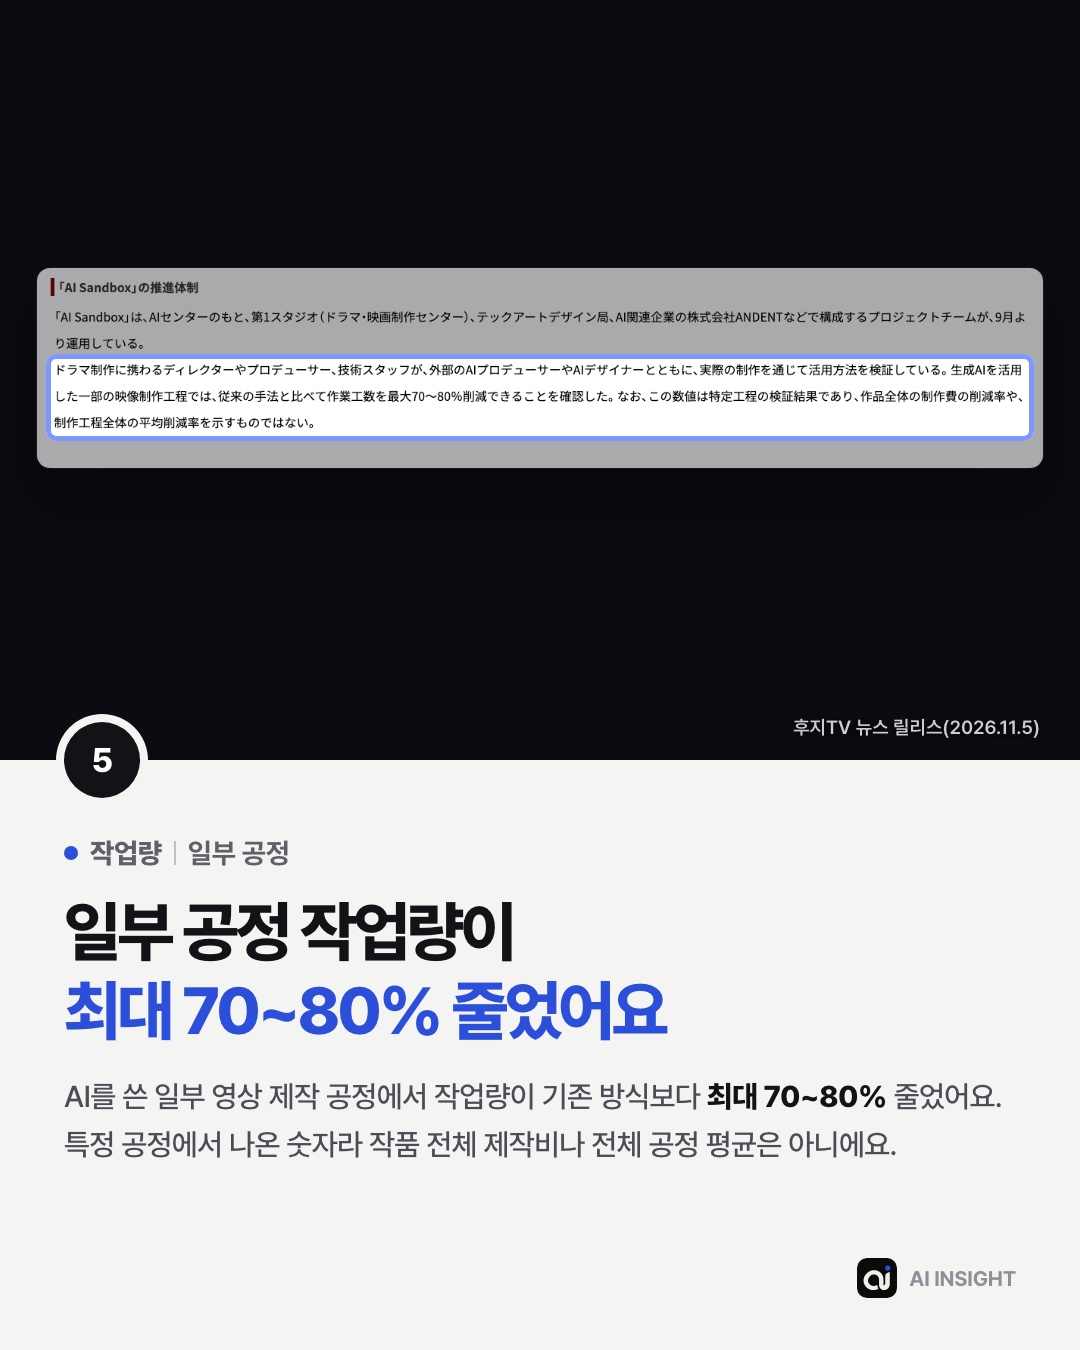 「AI Sandbox」の推進体制
「AI Sandbox」は、AIセンターのもと、第1スタジオ（ドラマ・映画制作センター）、テックアートデザイン局、AI関連企業の株式会社ANDENTなどで構成するプロジェクトチームが、9月よ
り運用している。
ドラマ制作に携わるディレクターやプロデューサー、技術スタッフが、外部のAIプロデューサーやAIデザイナーとともに、実際の制作を通じて活用方法を検証している。生成AIを活用
した一部の映像制作工程では、従来の手法と比べて作業工数を最大70～80%削減できることを確認した。なお、この数値は特定工程の検証結果であり、作品全体の制作費の削減率や、
制作工程全体の平均削減率を示すものではない。
후지TV 뉴스 릴리스(2026.11.5)
5
작업량 | 일부 공정
일부 공정 작업량이
최대 70~80% 줄었어요
AI를 쓴 일부 영상 제작 공정에서 작업량이 기존 방식보다 최대 70~80% 줄었어요.
특정 공정에서 나온 숫자라 작품 전체 제작비나 전체 공정 평균은 아니에요.
ai AI INSIGHT